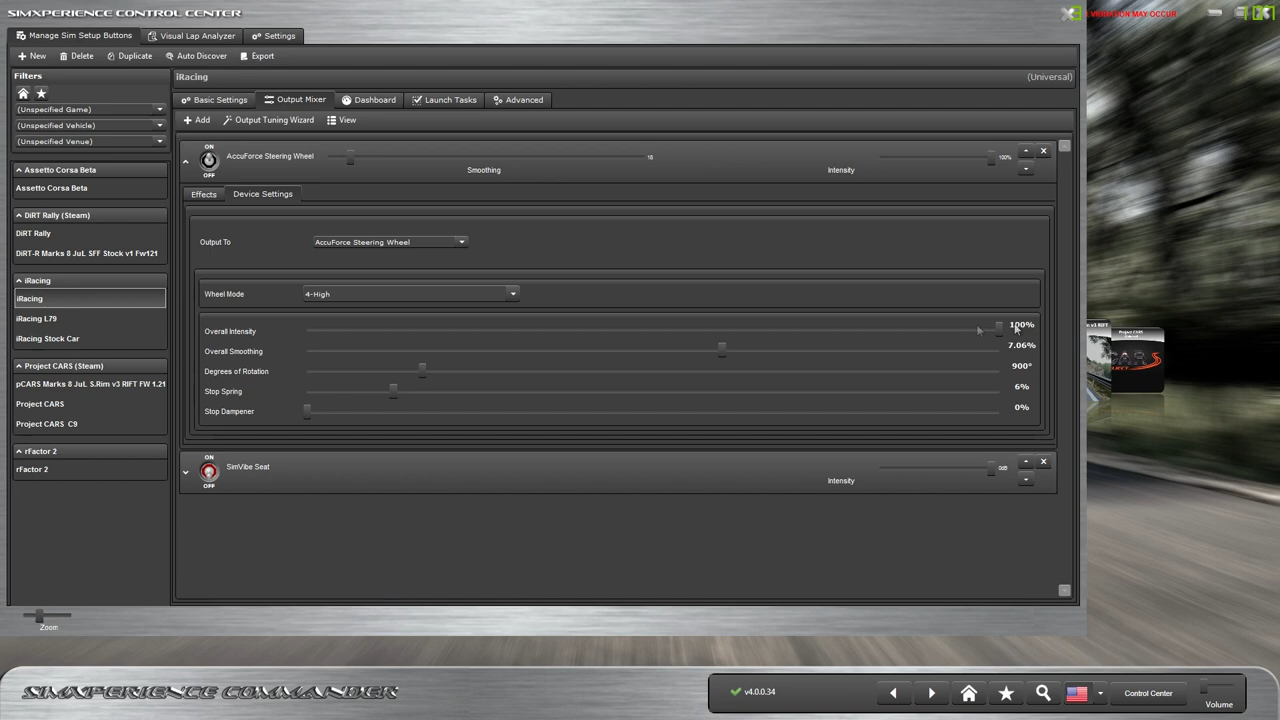 SIMXPERIENCE CONTROL CENTER
VIBRATION MAY OCCUR
Manage Sim Setup Buttons
Visual Lap Analyzer
Settings
New
Delete
Duplicate
Auto Discover
Export
Filters
(Unspecified Game)
(Unspecified Vehicle)
(Unspecified Venue)
Assetto Corsa Beta
Assetto Corsa Beta
DiRT Rally (Steam)
DiRT Rally
DiRT-R Marks 8 JuL SFF Stock v1 Fw121
iRacing
iRacing
iRacing L79
iRacing Stock Car
Project CARS (Steam)
pCARS Marks 8 JuL S.Rim v3 RIFT FW 1.21
Project CARS
Project CARS C9
rFactor 2
rFactor 2
Zoom
iRacing
(Universal)
Basic Settings
Output Mixer
Dashboard
Launch Tasks
Advanced
Add
Output Tuning Wizard
View
ON
OFF
AccuForce Steering Wheel
Smoothing
Intensity
100%
Effects
Device Settings
Output To
AccuForce Steering Wheel
Wheel Mode
4-High
Overall Intensity
100%
Overall Smoothing
7.06%
Degrees of Rotation
900°
Stop Spring
6%
Stop Dampener
0%
ON
OFF
SimVibe Seat
Intensity
0dB
SIMXPERIENCE COMMANDER
v4.0.0.34
Control Center
Volume